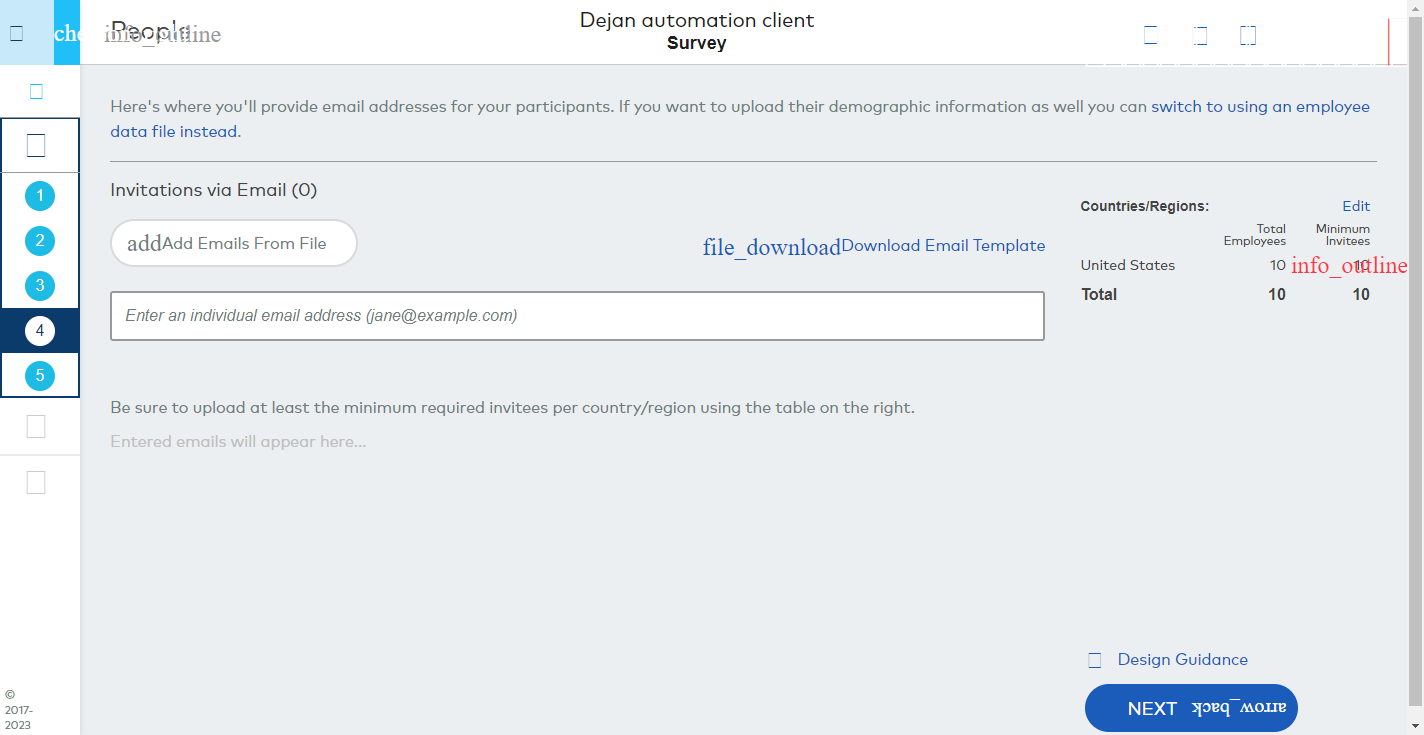 People
info_outline
Dejan automation client
Survey
Here's where you'll provide email addresses for your participants. If you want to upload their demographic information as well you can switch to using an employee
data file instead.
Invitations via Email (0)
addAdd Emails From File
file_downloadDownload Email Template
Enter an individual email address (jane@example.com)
Be sure to upload at least the minimum required invitees per country/region using the table on the right.
Entered emails will appear here...
Countries/Regions: Edit
Total Minimum
Employees Invitees
United States 10 10 info_outline
Total 10 10
1
2
3
4
5
Design Guidance
NEXT arrow_back
©
2017-
2023